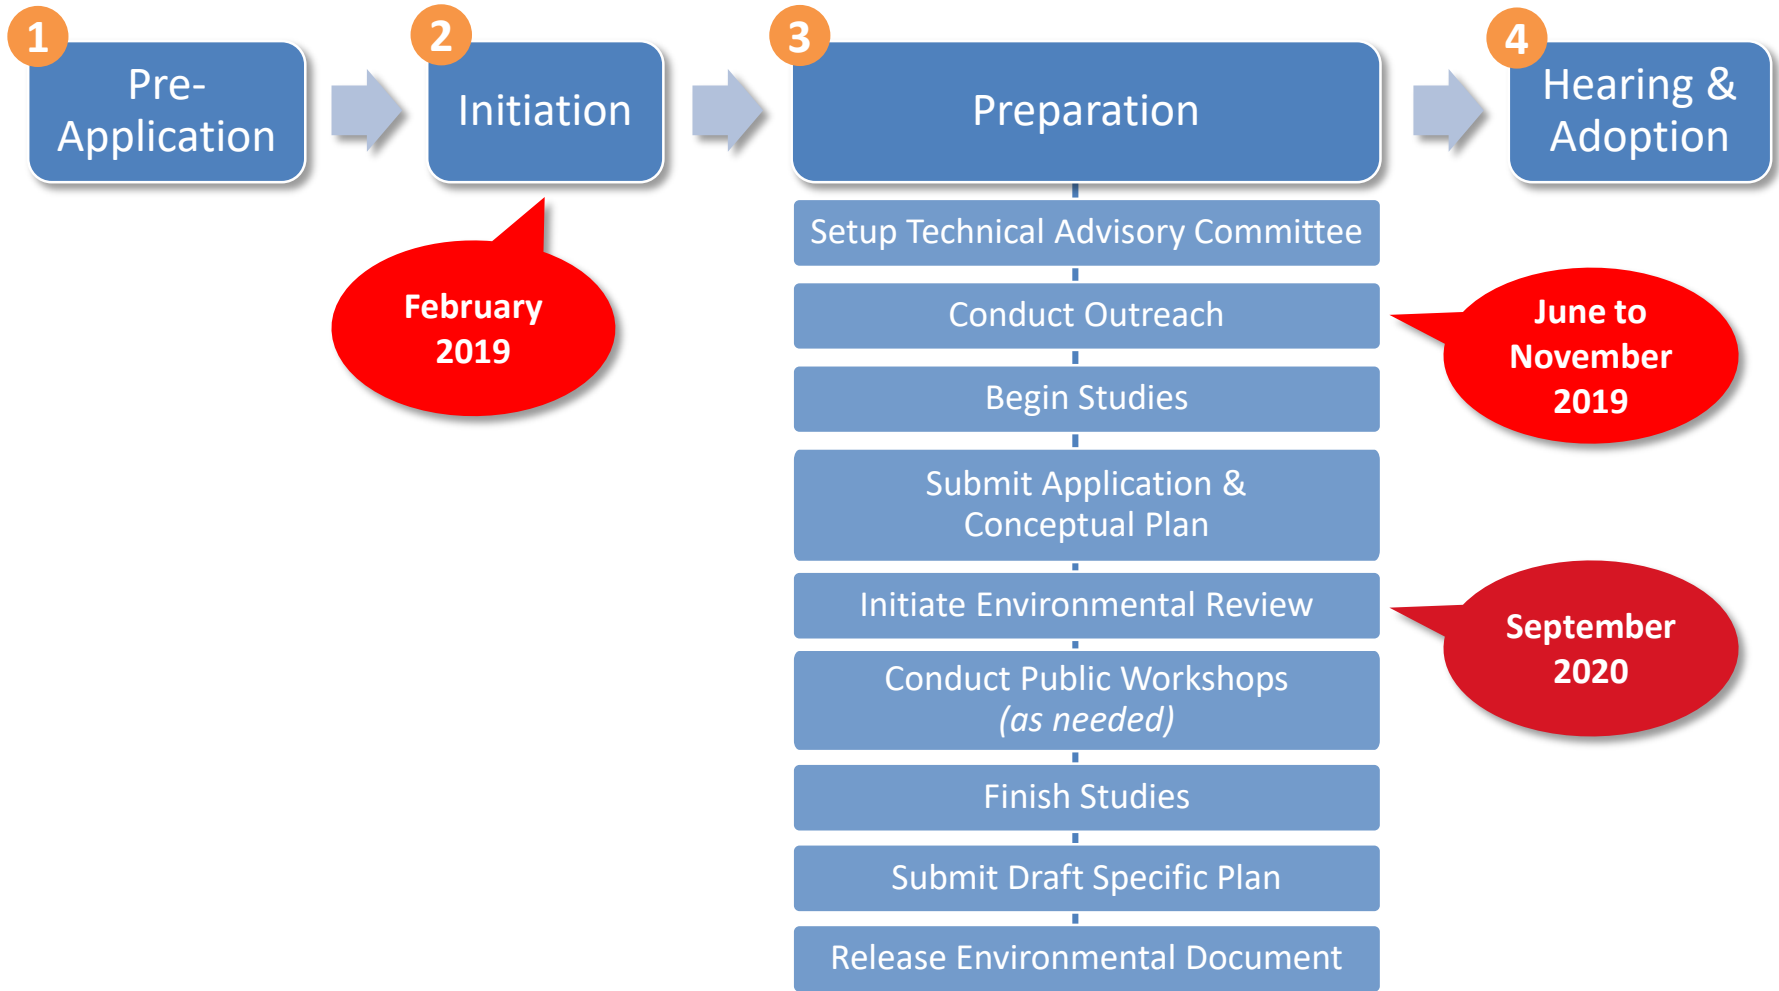 1
Pre-
Application
2
Initiation
3
Preparation
4
Hearing &
Adoption
February
2019
Setup Technical Advisory Committee
Conduct Outreach
June to
November
2019
Begin Studies
Submit Application &
Conceptual Plan
Initiate Environmental Review
September
2020
Conduct Public Workshops
(as needed)
Finish Studies
Submit Draft Specific Plan
Release Environmental Document